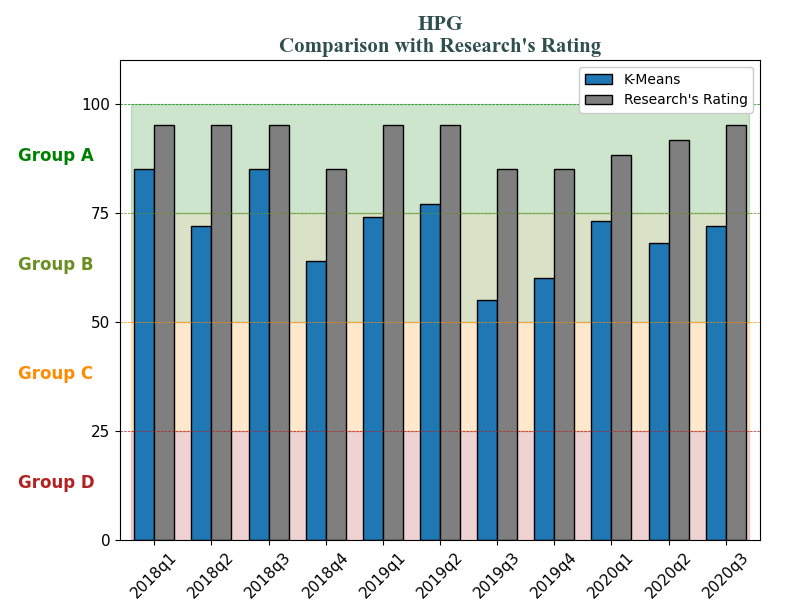 HPG
Comparison with Research's Rating
K-Means
Research's Rating
100
Group A
75
Group B
50
Group C
25
Group D
0
2018q1 2018q2 2018q3 2018q4 2019q1 2019q2 2019q3 2019q4 2020q1 2020q2 2020q3